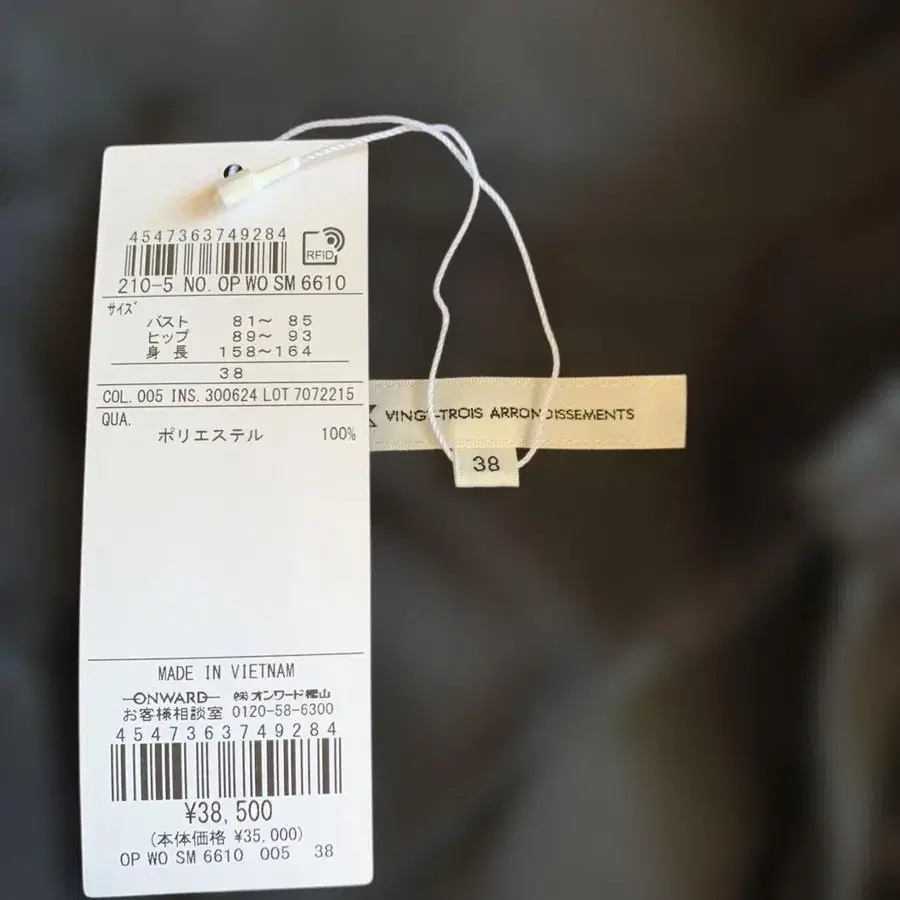 4547363749284
RFID
210-5 NO. OP WO SM 6610
サイズ
バスト 81～ 85
ヒップ 89～ 93
身長 158～164
38
COL. 005 INS. 300624 LOT 7072215
QUA.
ポリエステル 100%
MADE IN VIETNAM
ONWARD ㈱オンワード樫山
お客様相談室 0120-58-6300
4547363749284
¥38,500
(本体価格 ¥35,000)
OP WO SM 6610 005 38
VINGT-TROIS ARRONDISSEMENTS
38